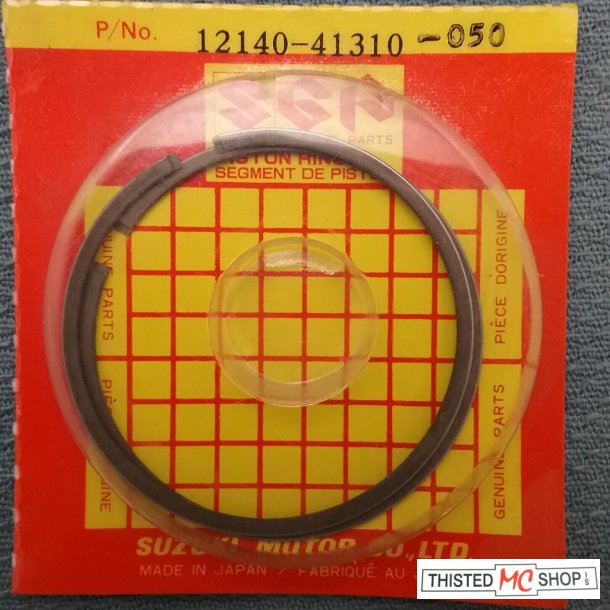 P/No. 12140-41310 -050
SGP
PARTS
PISTON RING
SEGMENT DE PISTON
GENUINE PARTS
PIÈCE D'ORIGINE
GENUINE PARTS
SUZUKI MOTOR CO., LTD.
MADE IN JAPAN / FABRIQUÉ AU
THISTED MC SHOP